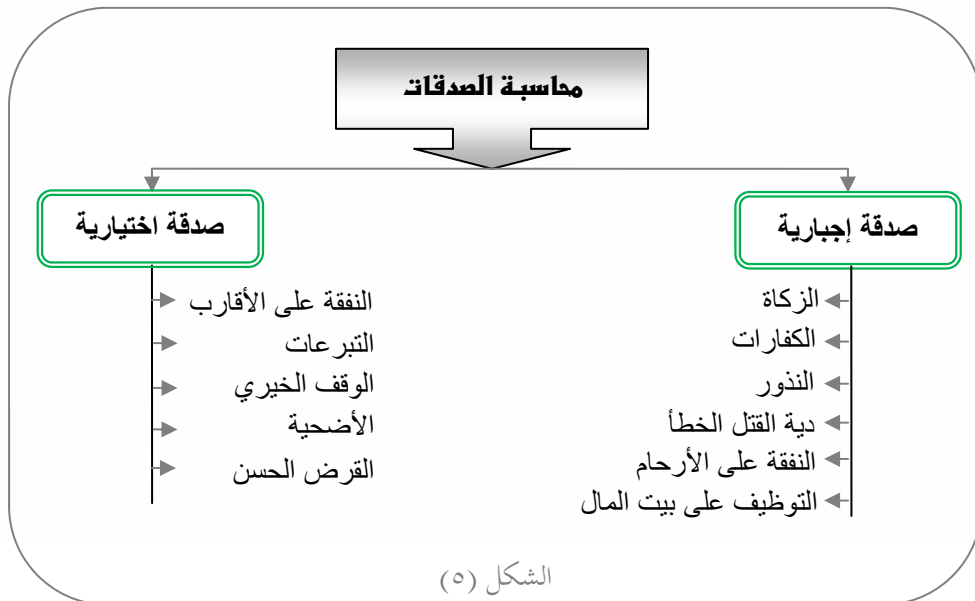 محاسبة الصدقات
صدقة إجبارية
الزكاة
الكفارات
النذور
دية القتل الخطأ
النفقة على الأرحام
التوظيف على بيت المال
صدقة اختيارية
النفقة على الأقارب
التبرعات
الوقف الخيري
الأضحية
القرض الحسن
الشكل (٥)